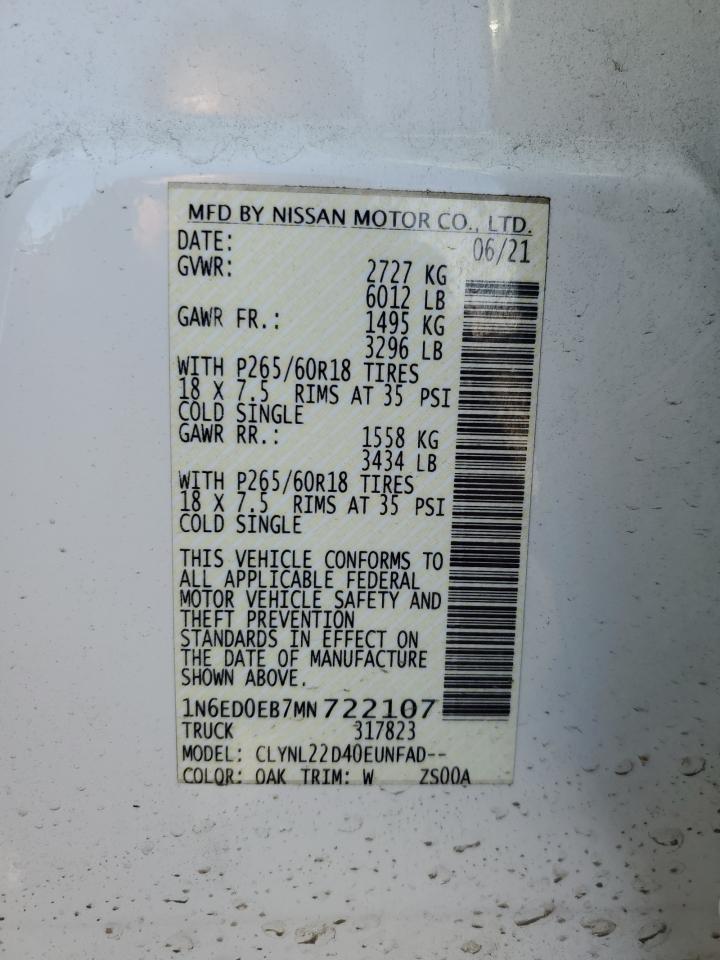 MFD BY NISSAN MOTOR CO., LTD.
DATE: 06/21
GVWR: 2727 KG
6012 LB
GAWR FR.: 1495 KG
3296 LB
WITH P265/60R18 TIRES
18 X 7.5 RIMS AT 35 PSI
COLD SINGLE
GAWR RR.: 1558 KG
3434 LB
WITH P265/60R18 TIRES
18 X 7.5 RIMS AT 35 PSI
COLD SINGLE
THIS VEHICLE CONFORMS TO
ALL APPLICABLE FEDERAL
MOTOR VEHICLE SAFETY AND
THEFT PREVENTION
STANDARDS IN EFFECT ON
THE DATE OF MANUFACTURE
SHOWN ABOVE.
1N6ED0EB7MN722107
TRUCK 317823
MODEL: CLYNL22D40EUNFAD--
COLOR: QAK TRIM: W ZS00A